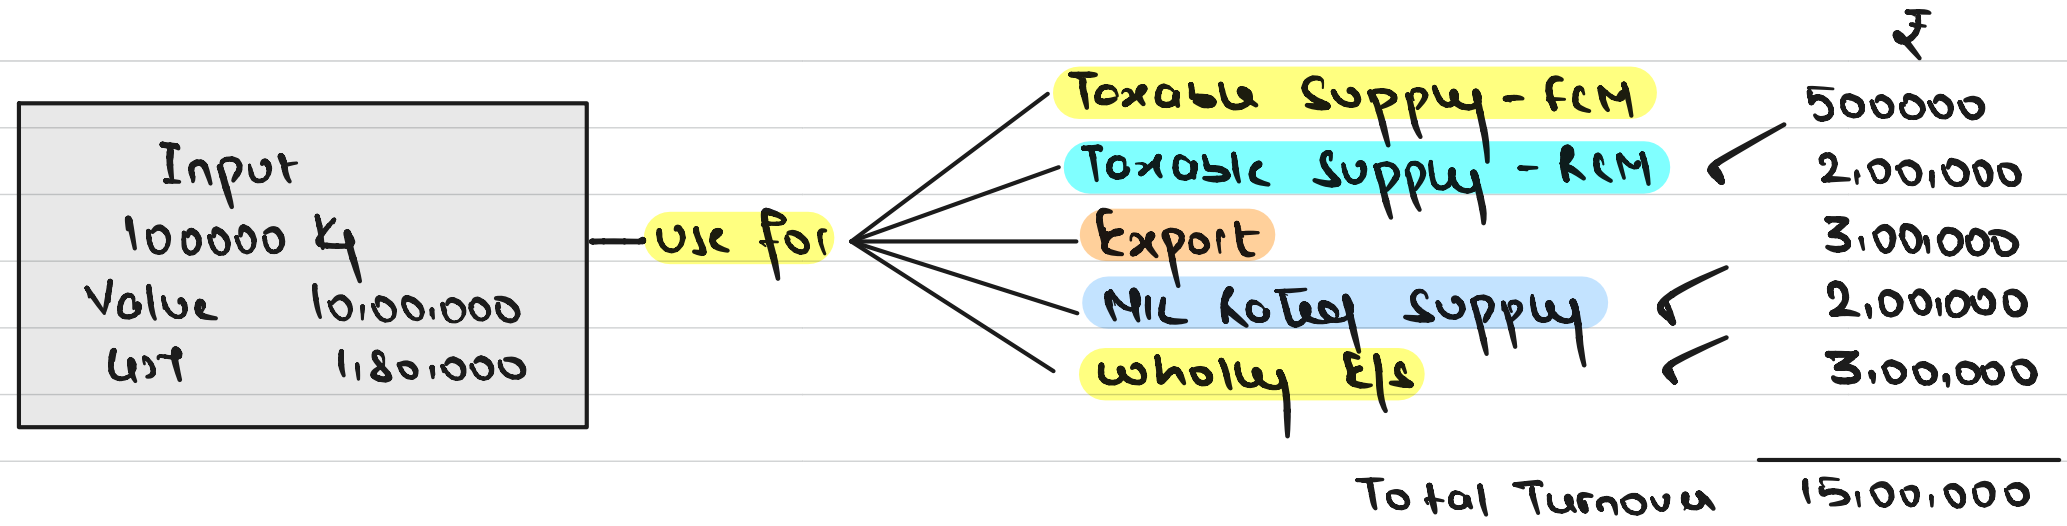 ₹
Taxable Supply - FCM 500000
Input
Taxable Supply - RCM 2,00,000
100000 Kg
use for
Export 3,00,000
Value 10,00,000
NIL Rated Supply 2,00,000
GST 1,80,000
wholly E/S 3,00,000
Total Turnover 15,00,000